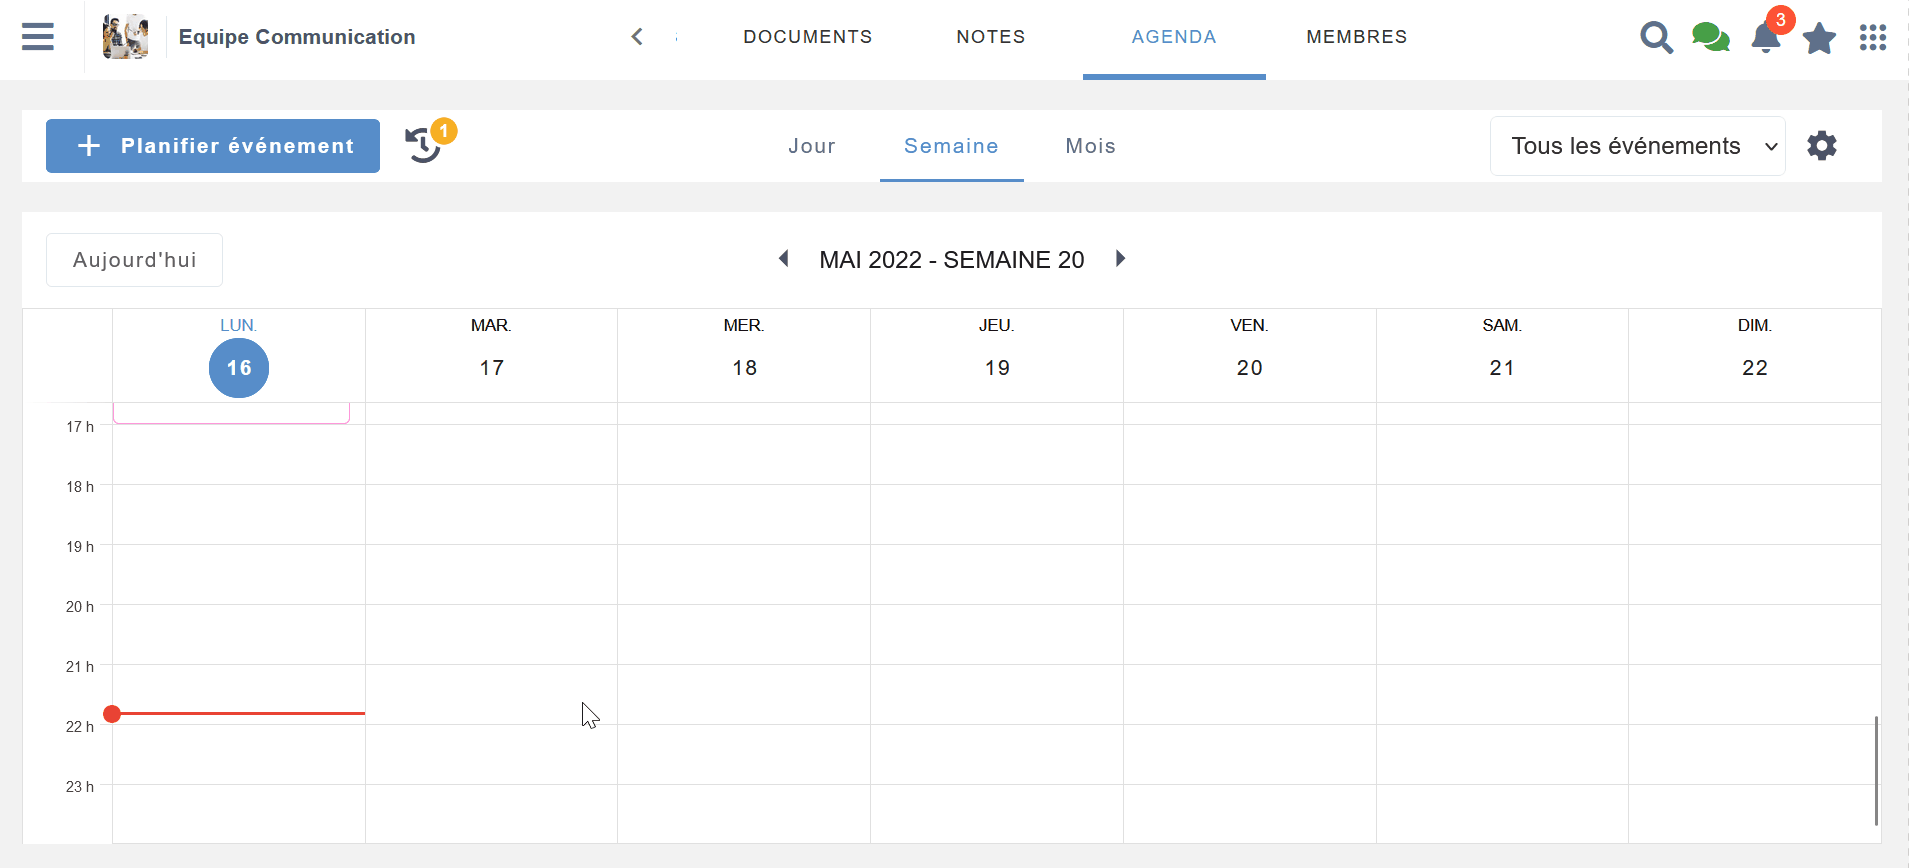 Equipe Communication
DOCUMENTS
NOTES
AGENDA
MEMBRES
3
Planifier événement
1
Jour
Semaine
Mois
Tous les événements
Aujourd'hui
MAI 2022 - SEMAINE 20
LUN.
MAR.
MER.
JEU.
VEN.
SAM.
DIM.
16
17
18
19
20
21
22
17 h
18 h
19 h
20 h
21 h
22 h
23 h